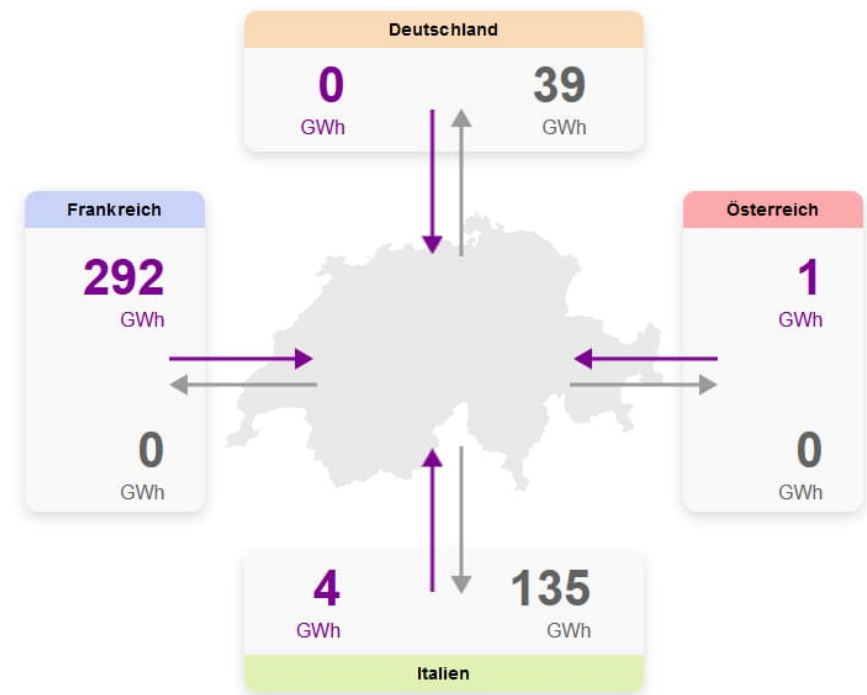 Deutschland
0 39
GWh GWh
Frankreich
292
GWh
0
GWh
Österreich
1
GWh
0
GWh
4 135
GWh GWh
Italien